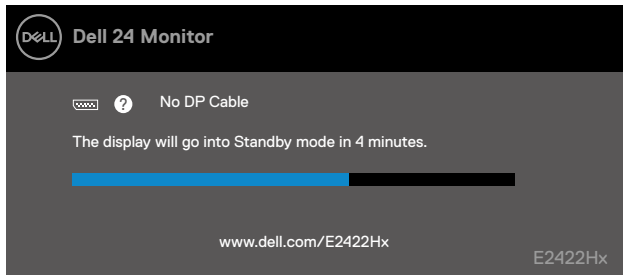 DELL Dell 24 Monitor
? No DP Cable
The display will go into Standby mode in 4 minutes.
www.dell.com/E2422Hx
E2422Hx